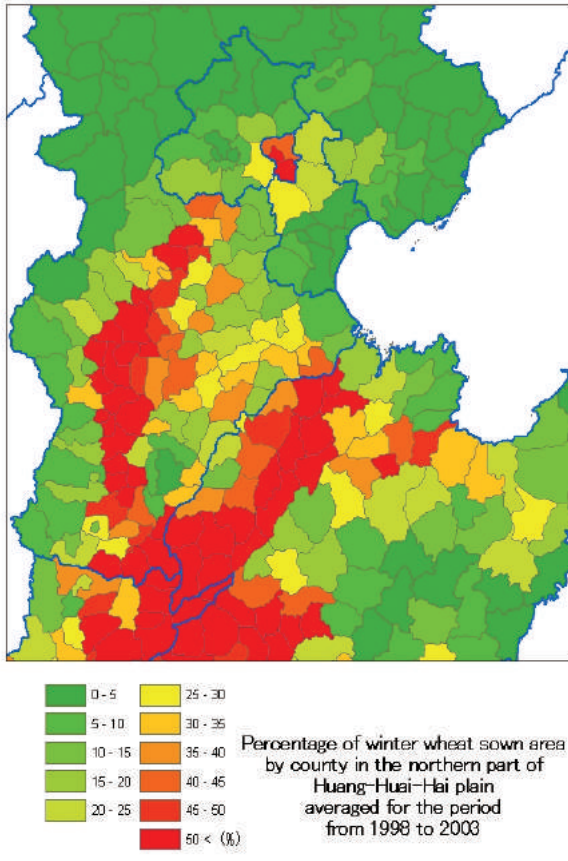 0 - 5
5 - 10
10 - 15
15 - 20
20 - 25
25 - 30
30 - 35
35 - 40
40 - 45
45 - 50
50 < (%)
Percentage of winter wheat sown area
by county in the northern part of
Huang-Huai-Hai plain
averaged for the period
from 1998 to 2003